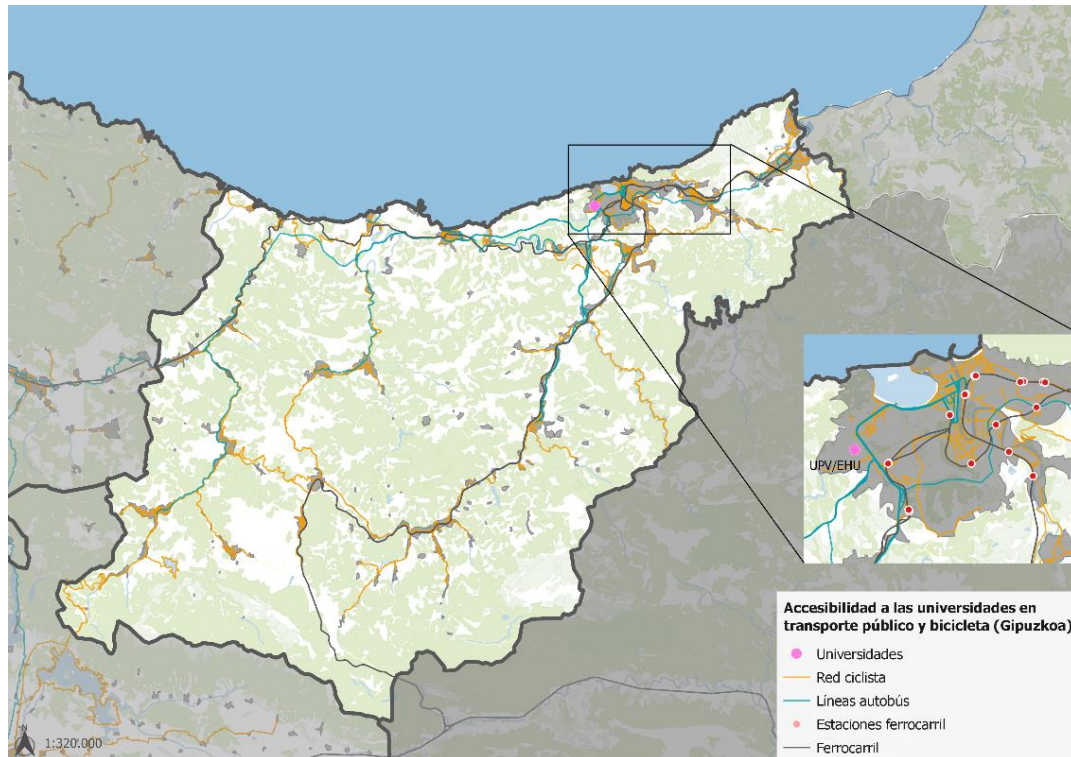 UPV/EHU
Accesibilidad a las universidades en
transporte público y bicicleta (Gipuzkoa)
Universidades
Red ciclista
Líneas autobús
Estaciones ferrocarril
Ferrocarril
N
1:320.000